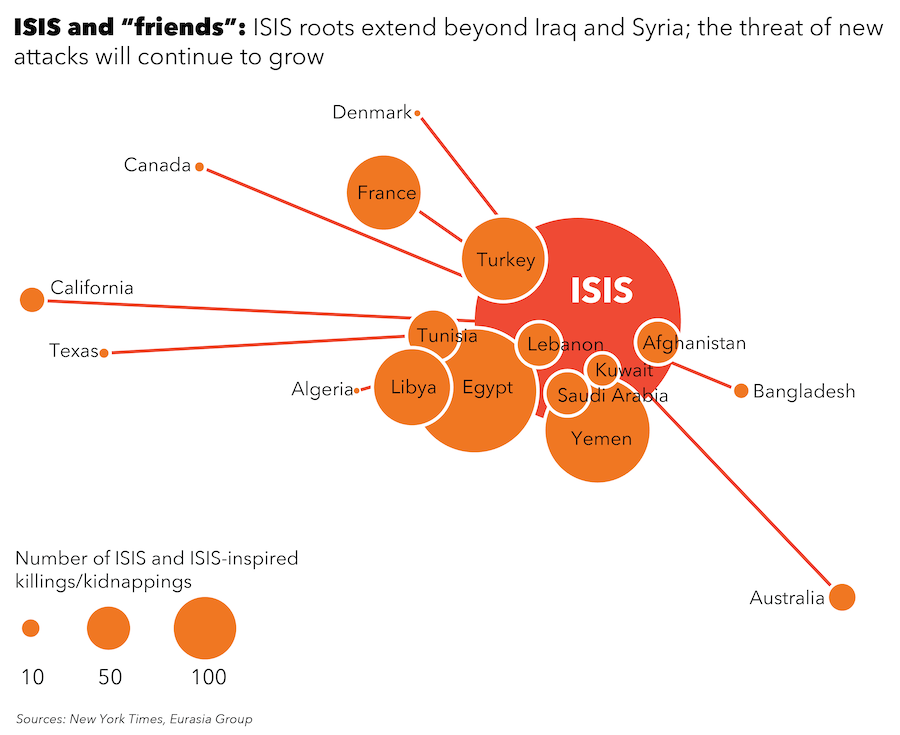 ISIS and “friends”: ISIS roots extend beyond Iraq and Syria; the threat of new
attacks will continue to grow
Denmark
Canada
France
Turkey
California
ISIS
Texas
Tunisia
Lebanon
Afghanistan
Kuwait
Algeria
Libya
Egypt
Saudi Arabia
Bangladesh
Yemen
Australia
Number of ISIS and ISIS-inspired
killings/kidnappings
10
50
100
Sources: New York Times, Eurasia Group